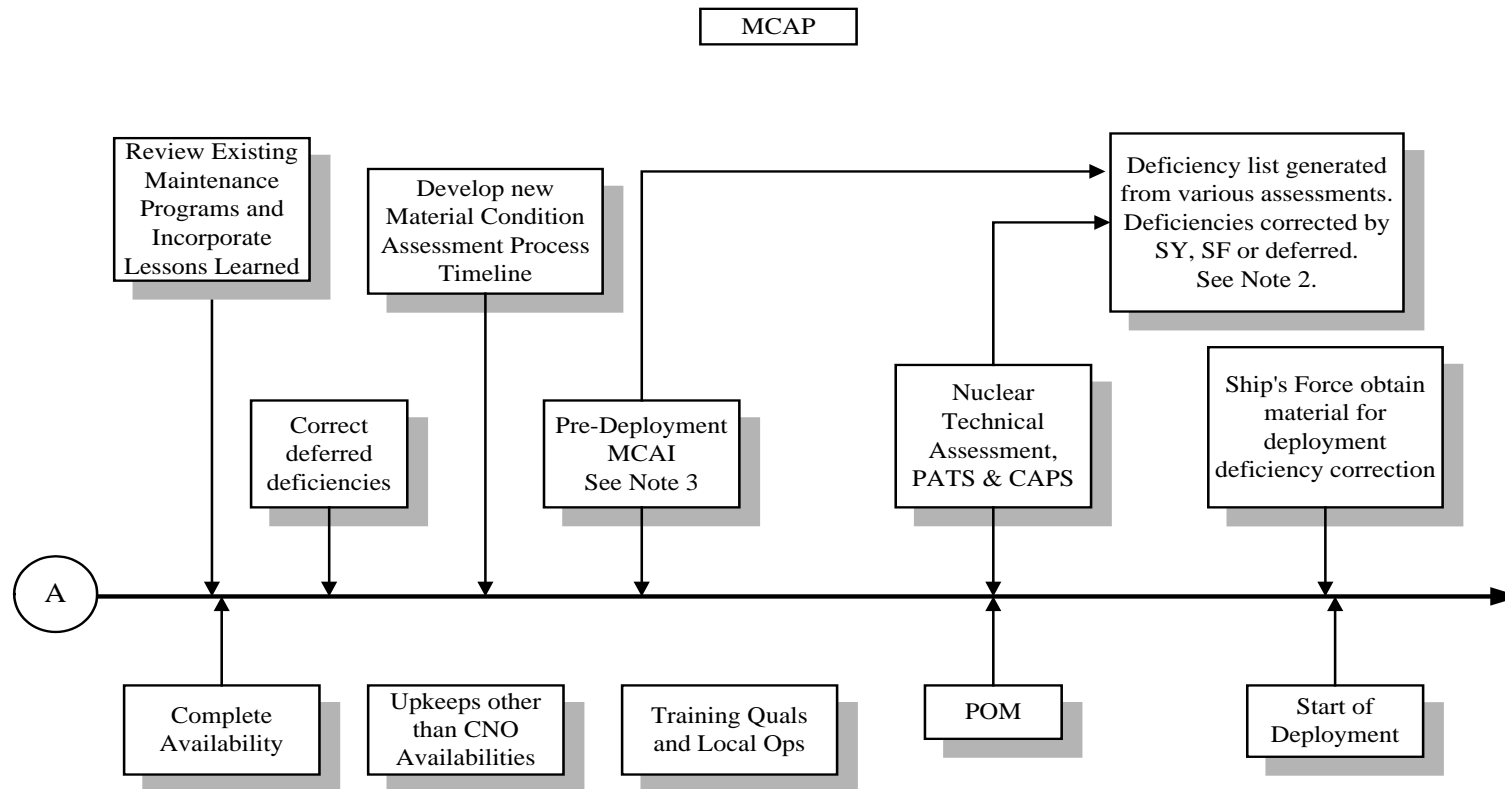 MCAP
Review Existing
Maintenance
Programs and
Incorporate
Lessons Learned
Develop new
Material Condition
Assessment Process
Timeline
Deficiency list generated
from various assessments.
Deficiencies corrected by
SY, SF or deferred.
See Note 2.
Correct
deferred
deficiencies
Pre-Deployment
MCAI
See Note 3
Nuclear
Technical
Assessment,
PATS & CAPS
Ship's Force obtain
material for
deployment
deficiency correction
A
Complete
Availability
Upkeeps other
than CNO
Availabilities
Training Quals
and Local Ops
POM
Start of
Deployment